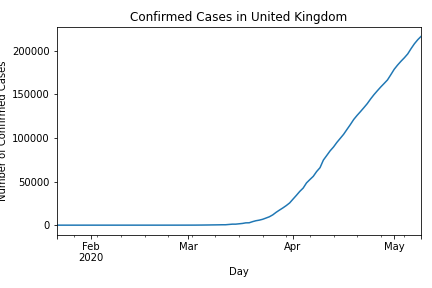 Confirmed Cases in United Kingdom
Number of Confirmed Cases
200000
150000
100000
50000
0
Feb
2020
Mar
Apr
May
Day